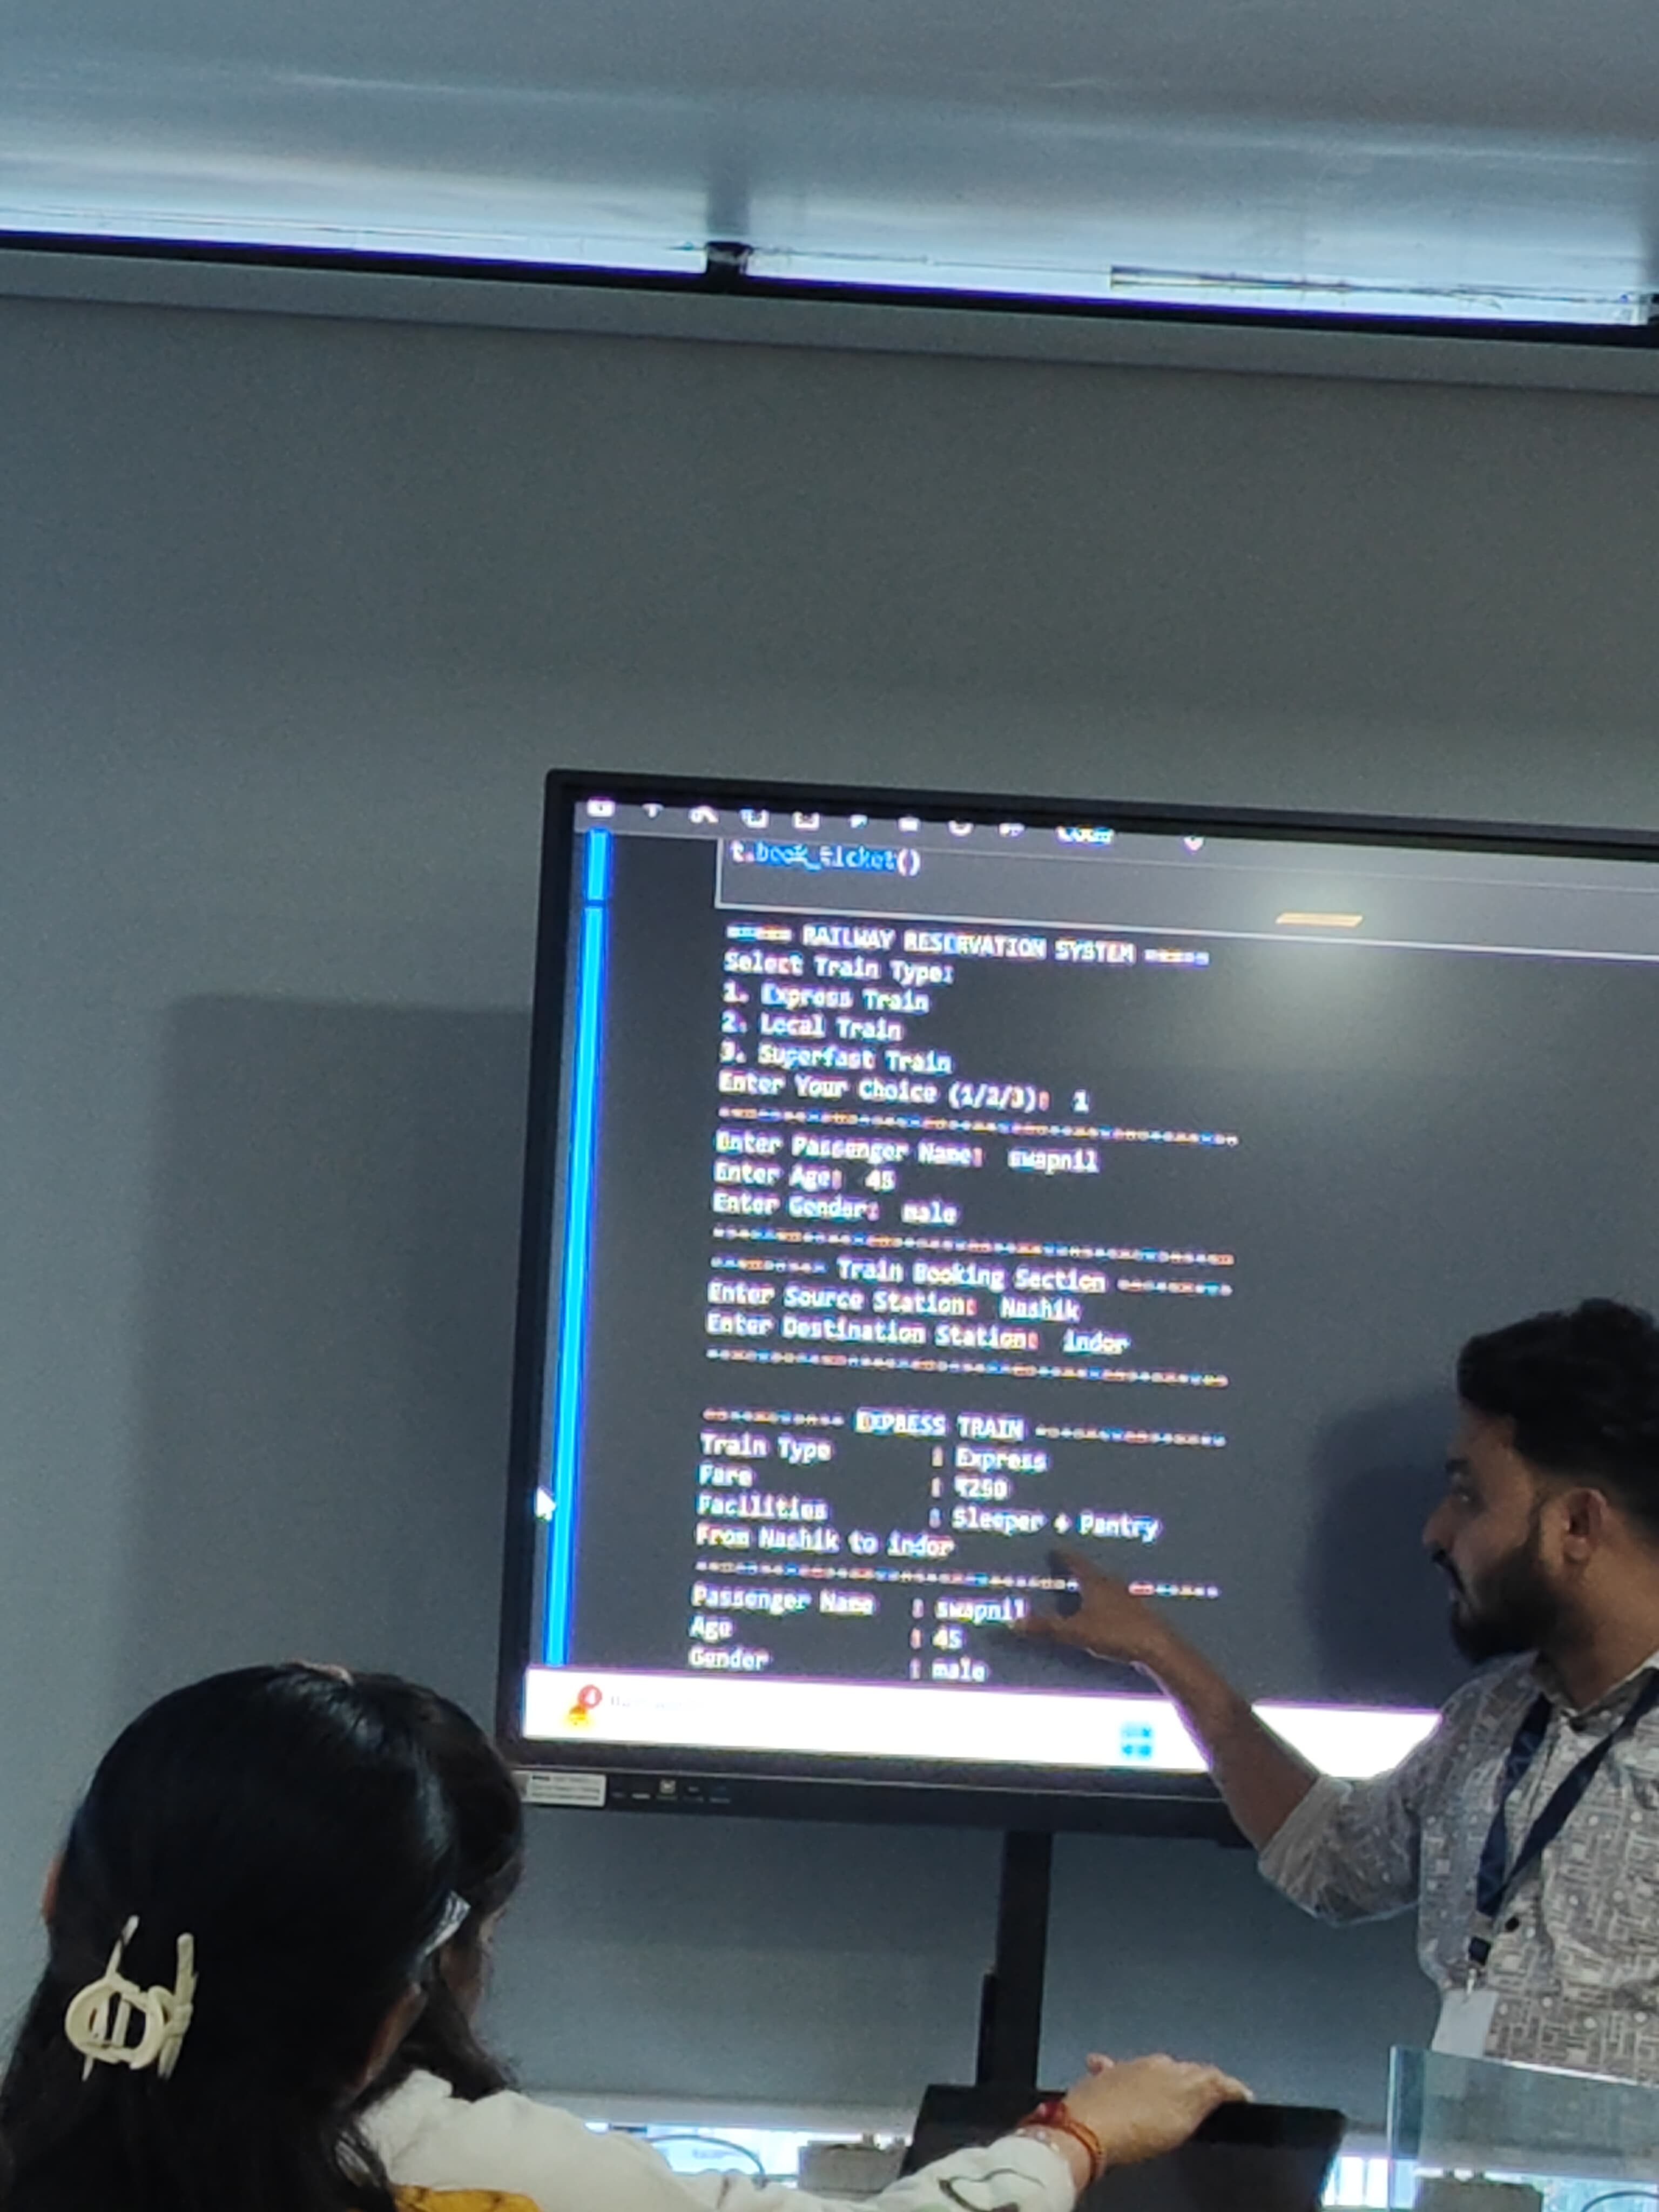 t.book_ticket()
===== RAILWAY RESERVATION SYSTEM =====
Select Train Type:
1. Express Train
2. Local Train
3. Superfast Train
Enter Your Choice (1/2/3): 1
Enter Passenger Name: swapnil
Enter Age: 45
Enter Gender: male
Train Booking Section
Enter Source Station: Nashik
Enter Destination Station: indor
EXPRESS TRAIN
Train Type : Express
Fare : ₹250
Facilities : Sleeper + Pantry
From Nashik to indor
Passenger Name : swapnil
Age : 45
Gender : male
4